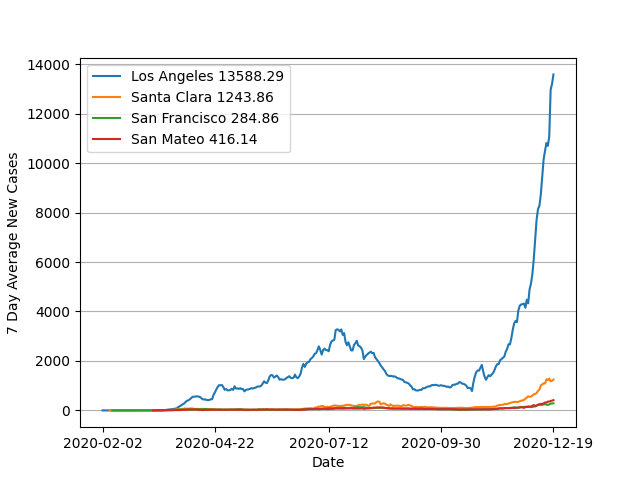 14000
12000
10000
8000
6000
4000
2000
0
7 Day Average New Cases
Los Angeles 13588.29
Santa Clara 1243.86
San Francisco 284.86
San Mateo 416.14
2020-02-02 2020-04-22 2020-07-12 2020-09-30 2020-12-19
Date